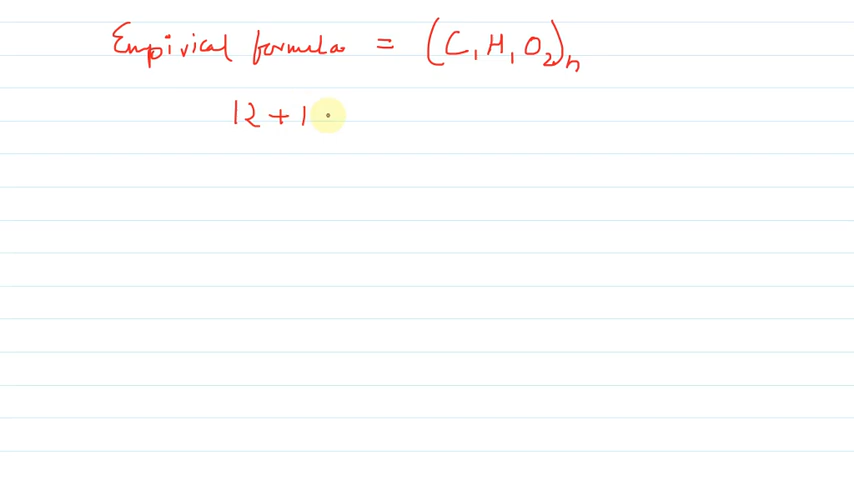 Empirical formula = (C₁H₁O₂)ₙ
12 + 1